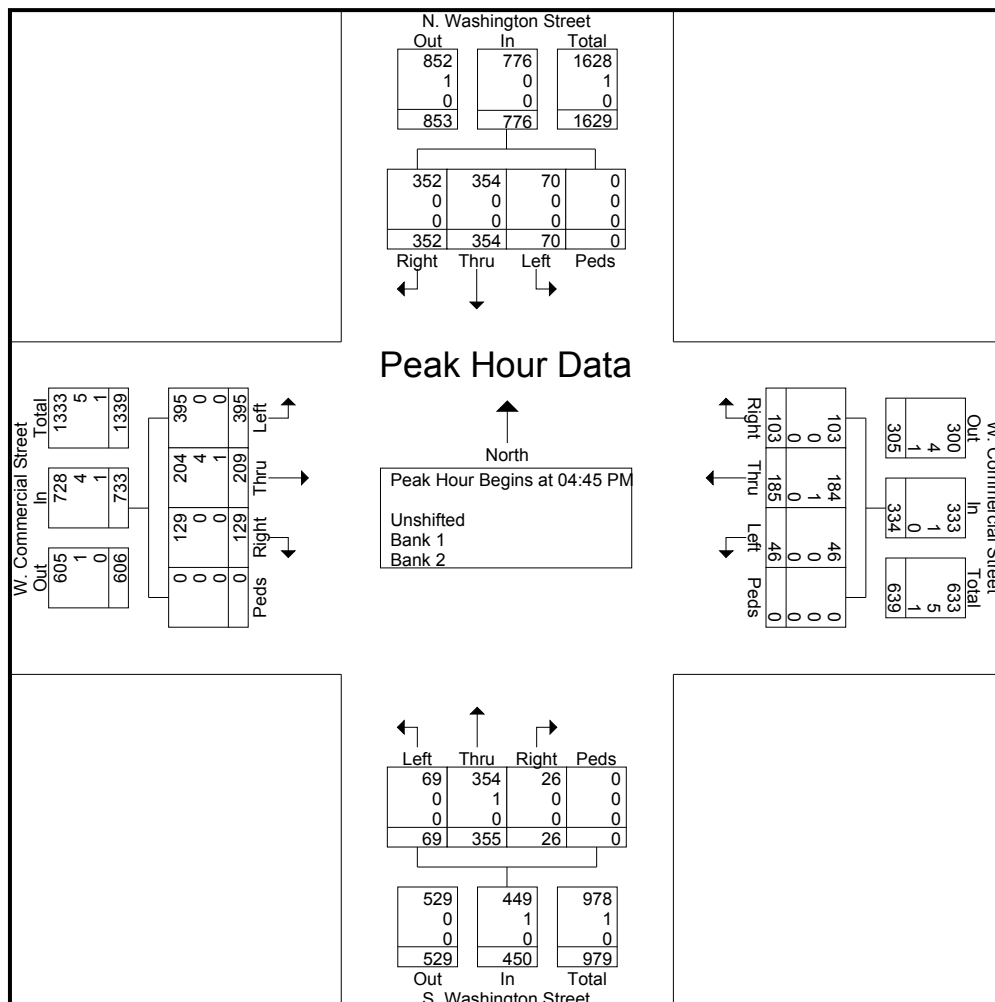 N. Washington Street
Out In Total
852 776 1628
1 0 1
0 0 0
853 776 1629
352 354 70 0
0 0 0 0
0 0 0 0
352 354 70 0
Right Thru Left Peds
Peak Hour Data
North
Peak Hour Begins at 04:45 PM
Unshifted
Bank 1
Bank 2
W. Commercial Street
Total
1333
5
1
1339
In
728
4
1
733
Out
605
1
0
606
Left
395
0
0
395
Thru
204
4
1
209
Right
129
0
0
129
Peds
0
0
0
0
W. Commercial Street
Out
300
4
1
305
In
333
1
0
334
Total
633
5
1
639
Right
103
0
0
103
Thru
184
1
0
185
Left
46
0
0
46
Peds
0
0
0
0
Left Thru Right Peds
69 354 26 0
0 1 0 0
0 0 0 0
69 355 26 0
529 449 978
0 1 1
0 0 0
529 450 979
Out In Total
S. Washington Street